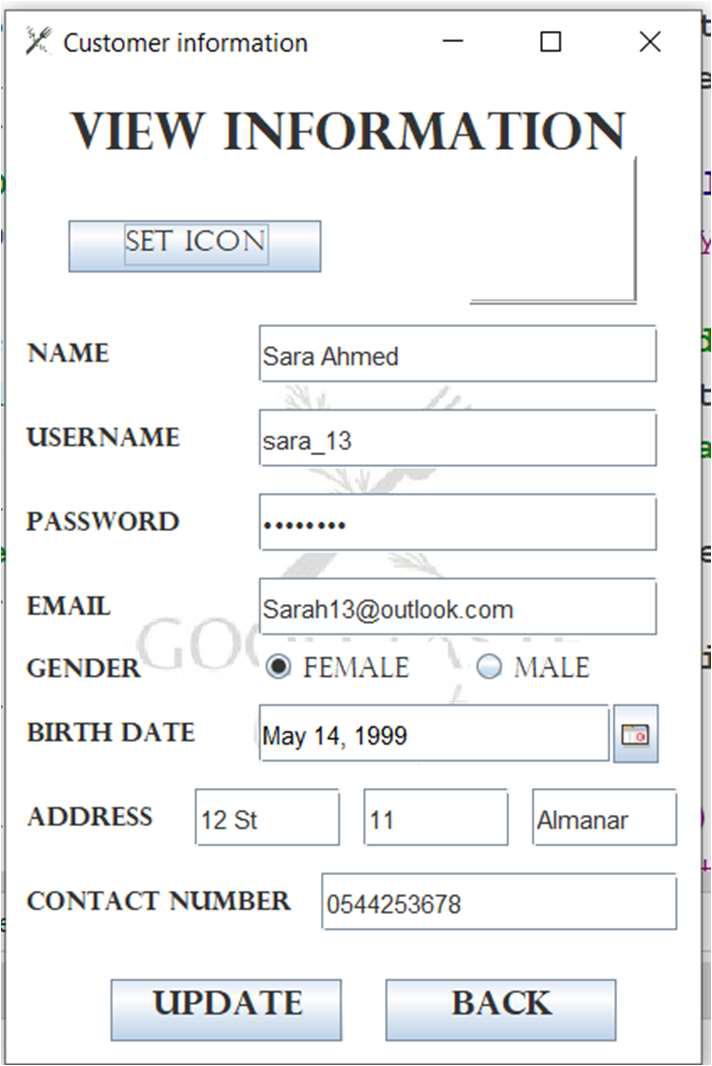 Customer information
VIEW INFORMATION
SET ICON
NAME Sara Ahmed
USERNAME sara_13
PASSWORD ••••••••
EMAIL Sarah13@outlook.com
GENDER FEMALE MALE
BIRTH DATE May 14, 1999
ADDRESS 12 St 11 Almanar
CONTACT NUMBER 0544253678
UPDATE BACK